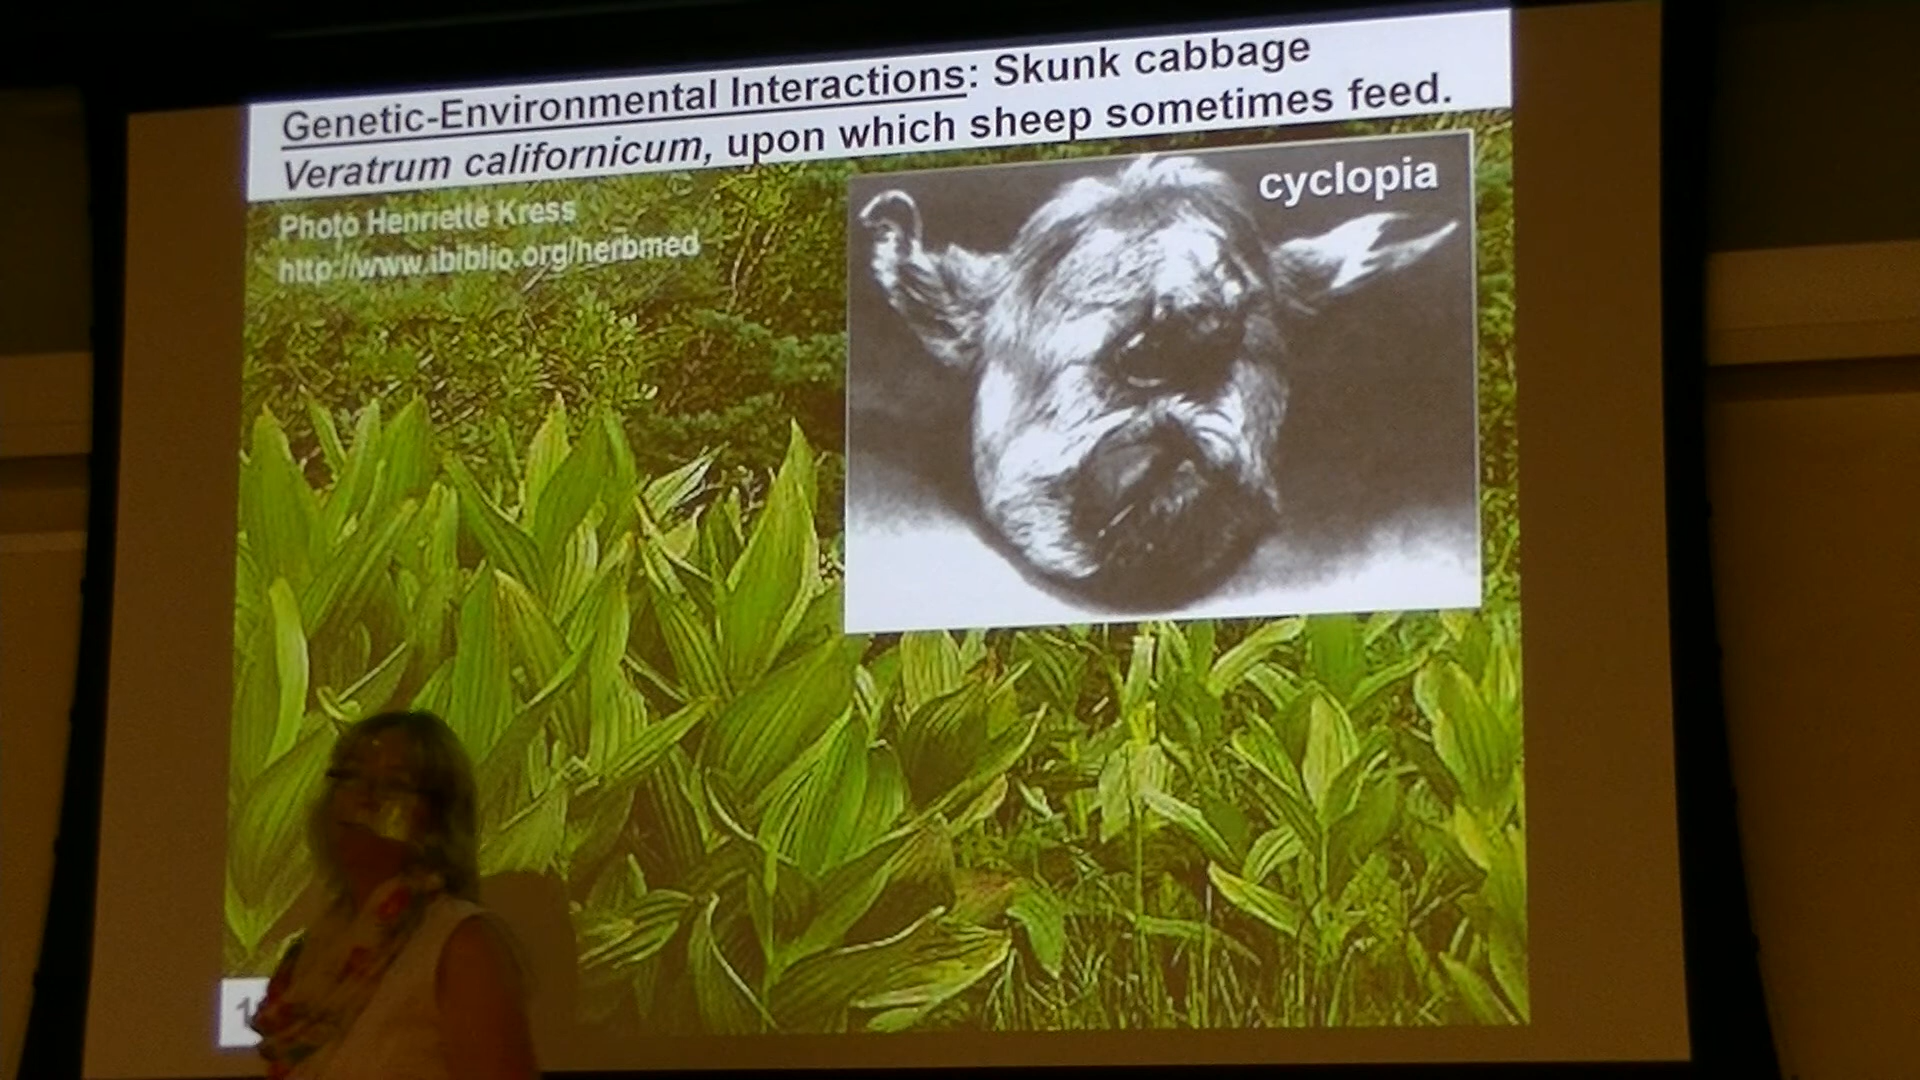 Genetic-Environmental Interactions: Skunk cabbage
Veratrum californicum, upon which sheep sometimes feed.
Photo Henriette Kress
http://www.ibiblio.org/herbmed
cyclopia